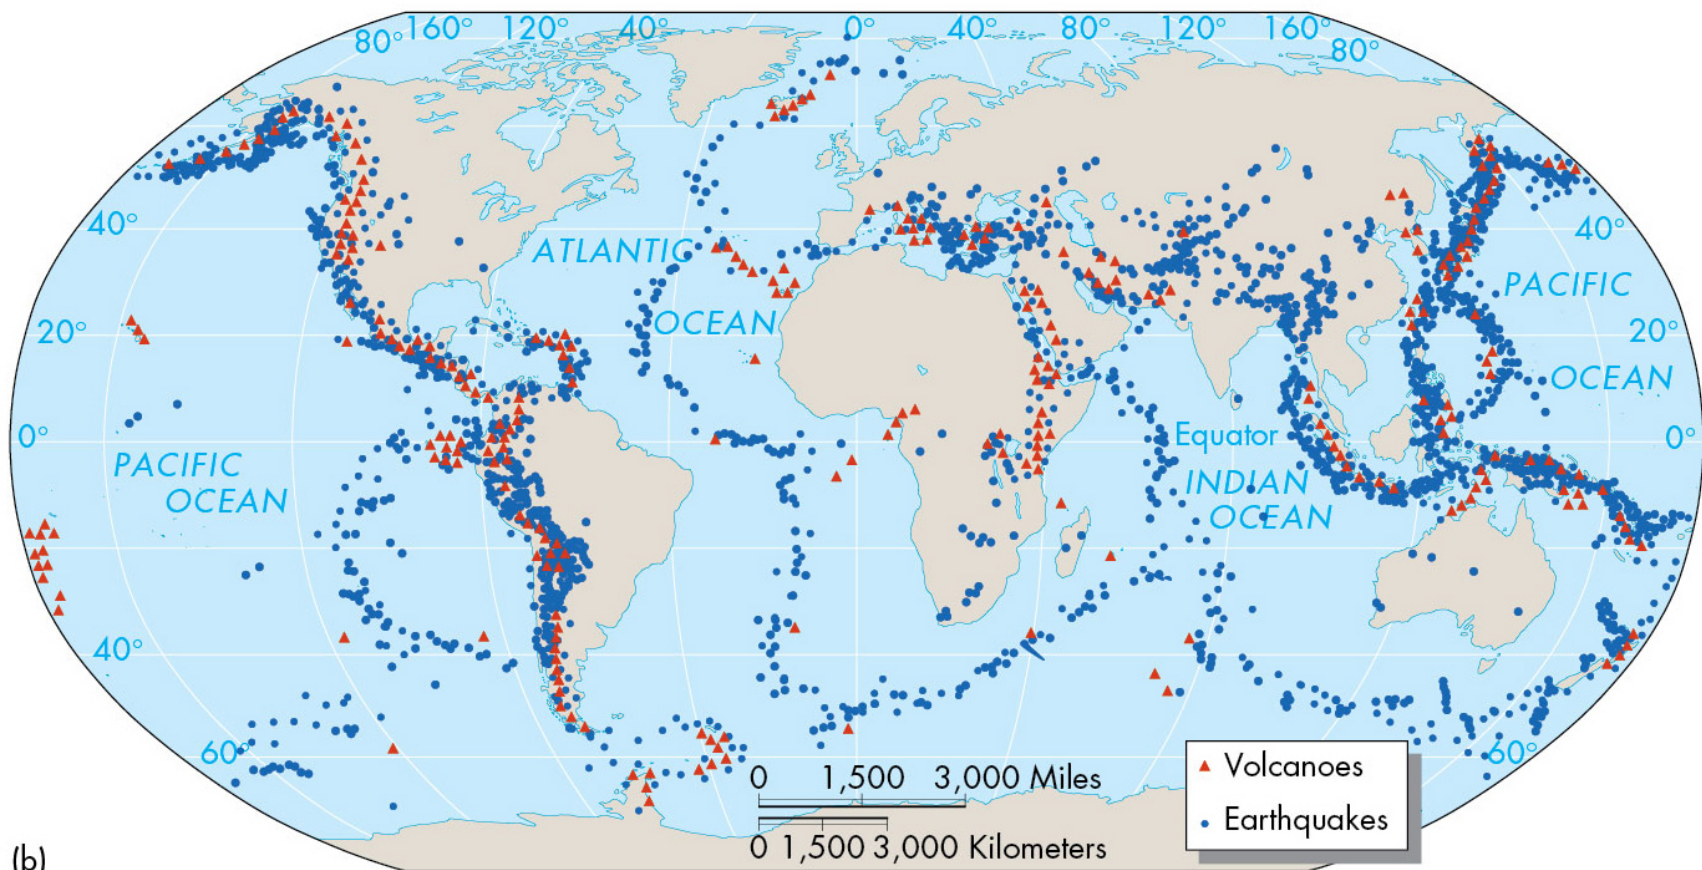 80° 160° 120° 40° 0° 40° 80° 120° 160° 80°
40° 40°
ATLANTIC
OCEAN
PACIFIC
OCEAN
20° 20°
0° Equator 0°
PACIFIC
OCEAN
INDIAN
OCEAN
40°
60° 60°
0 1,500 3,000 Miles
0 1,500 3,000 Kilometers
Volcanoes
Earthquakes
(b)